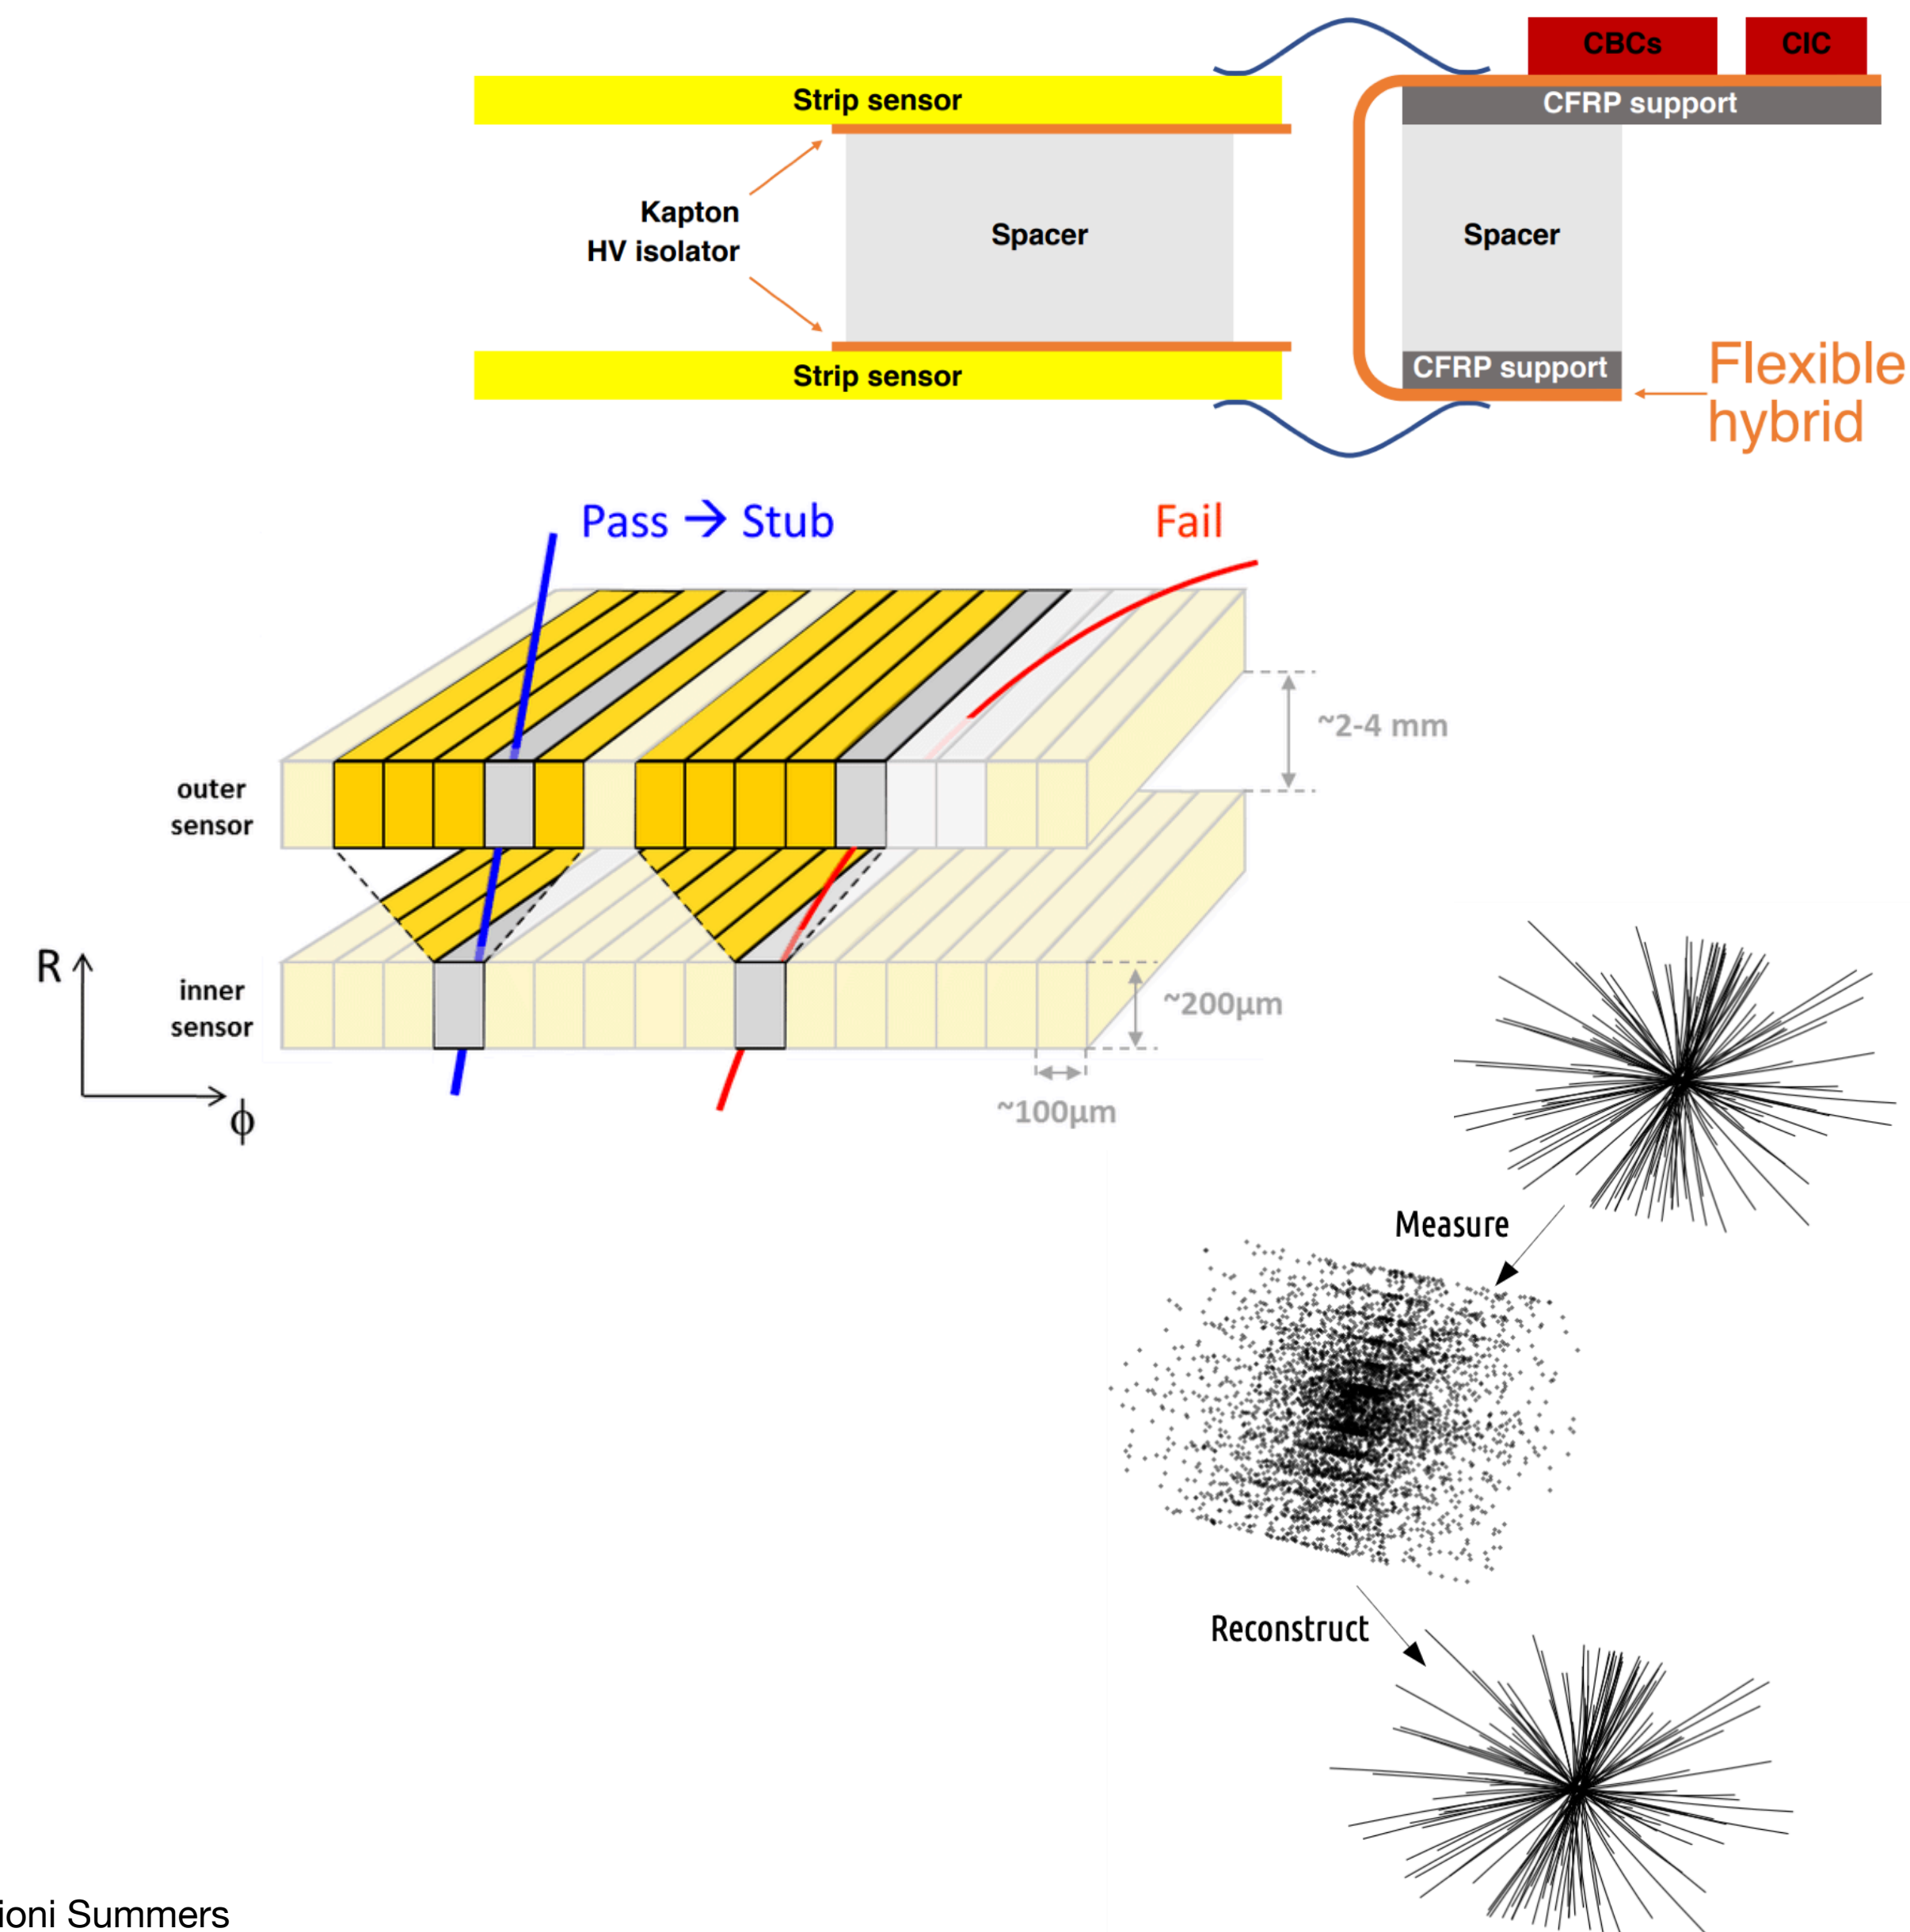 CBCs CIC
Strip sensor
CFRP support
Kapton
HV isolator
Spacer
Spacer
Strip sensor
CFRP support
Flexible
hybrid
Pass → Stub
Fail
~2-4 mm
outer
sensor
R
inner
sensor
~200μm
~100μm
ϕ
Measure
Reconstruct
ioni Summers